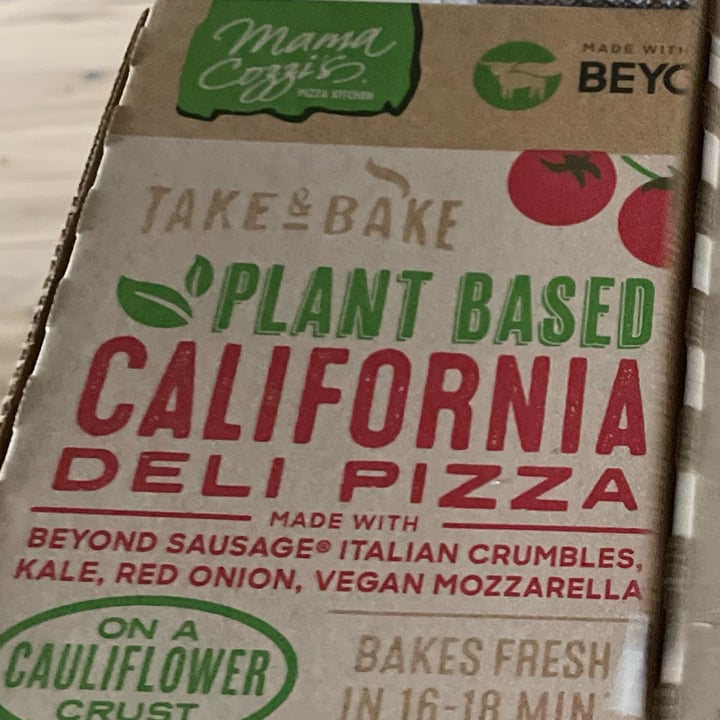 Mama
Cozzi's
PIZZA KITCHEN
MADE WITH
TAKE & BAKE
PLANT BASED
CALIFORNIA
DELI PIZZA
MADE WITH
BEYOND SAUSAGE® ITALIAN CRUMBLES,
KALE, RED ONION, VEGAN MOZZARELLA
ON A
CAULIFLOWER
CRUST
BAKES FRESH
IN 16-18 MIN